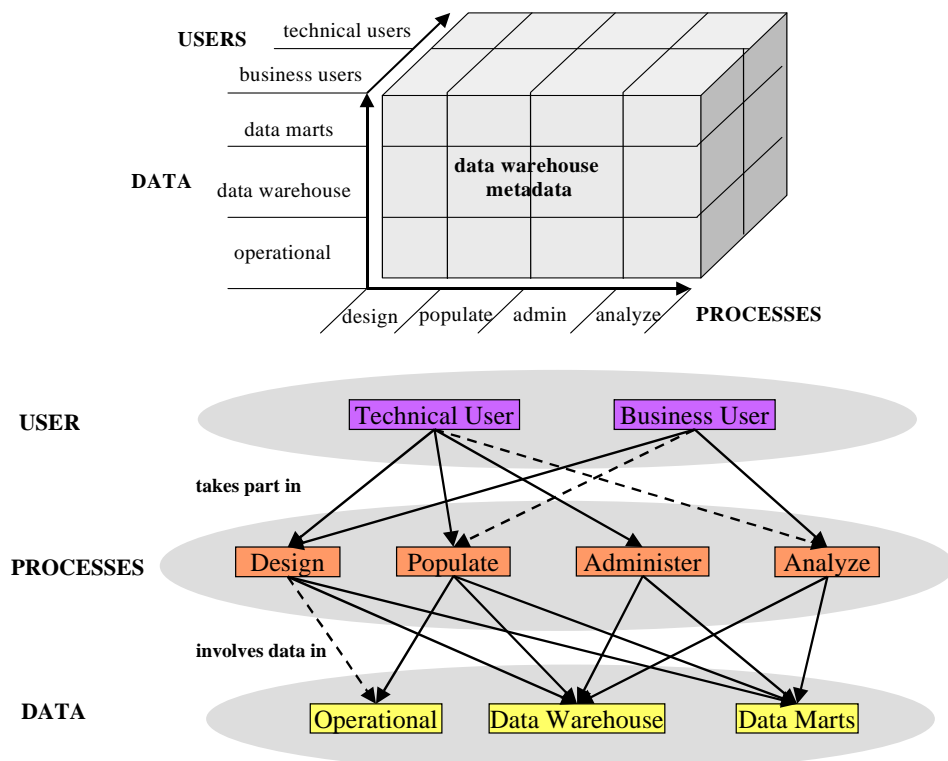 technical users
USERS
business users
data marts
DATA
data warehouse
operational
data warehouse
metadata
design
populate
admin
analyze
PROCESSES
USER
Technical User
Business User
takes part in
PROCESSES
Design
Populate
Administer
Analyze
involves data in
DATA
Operational
Data Warehouse
Data Marts